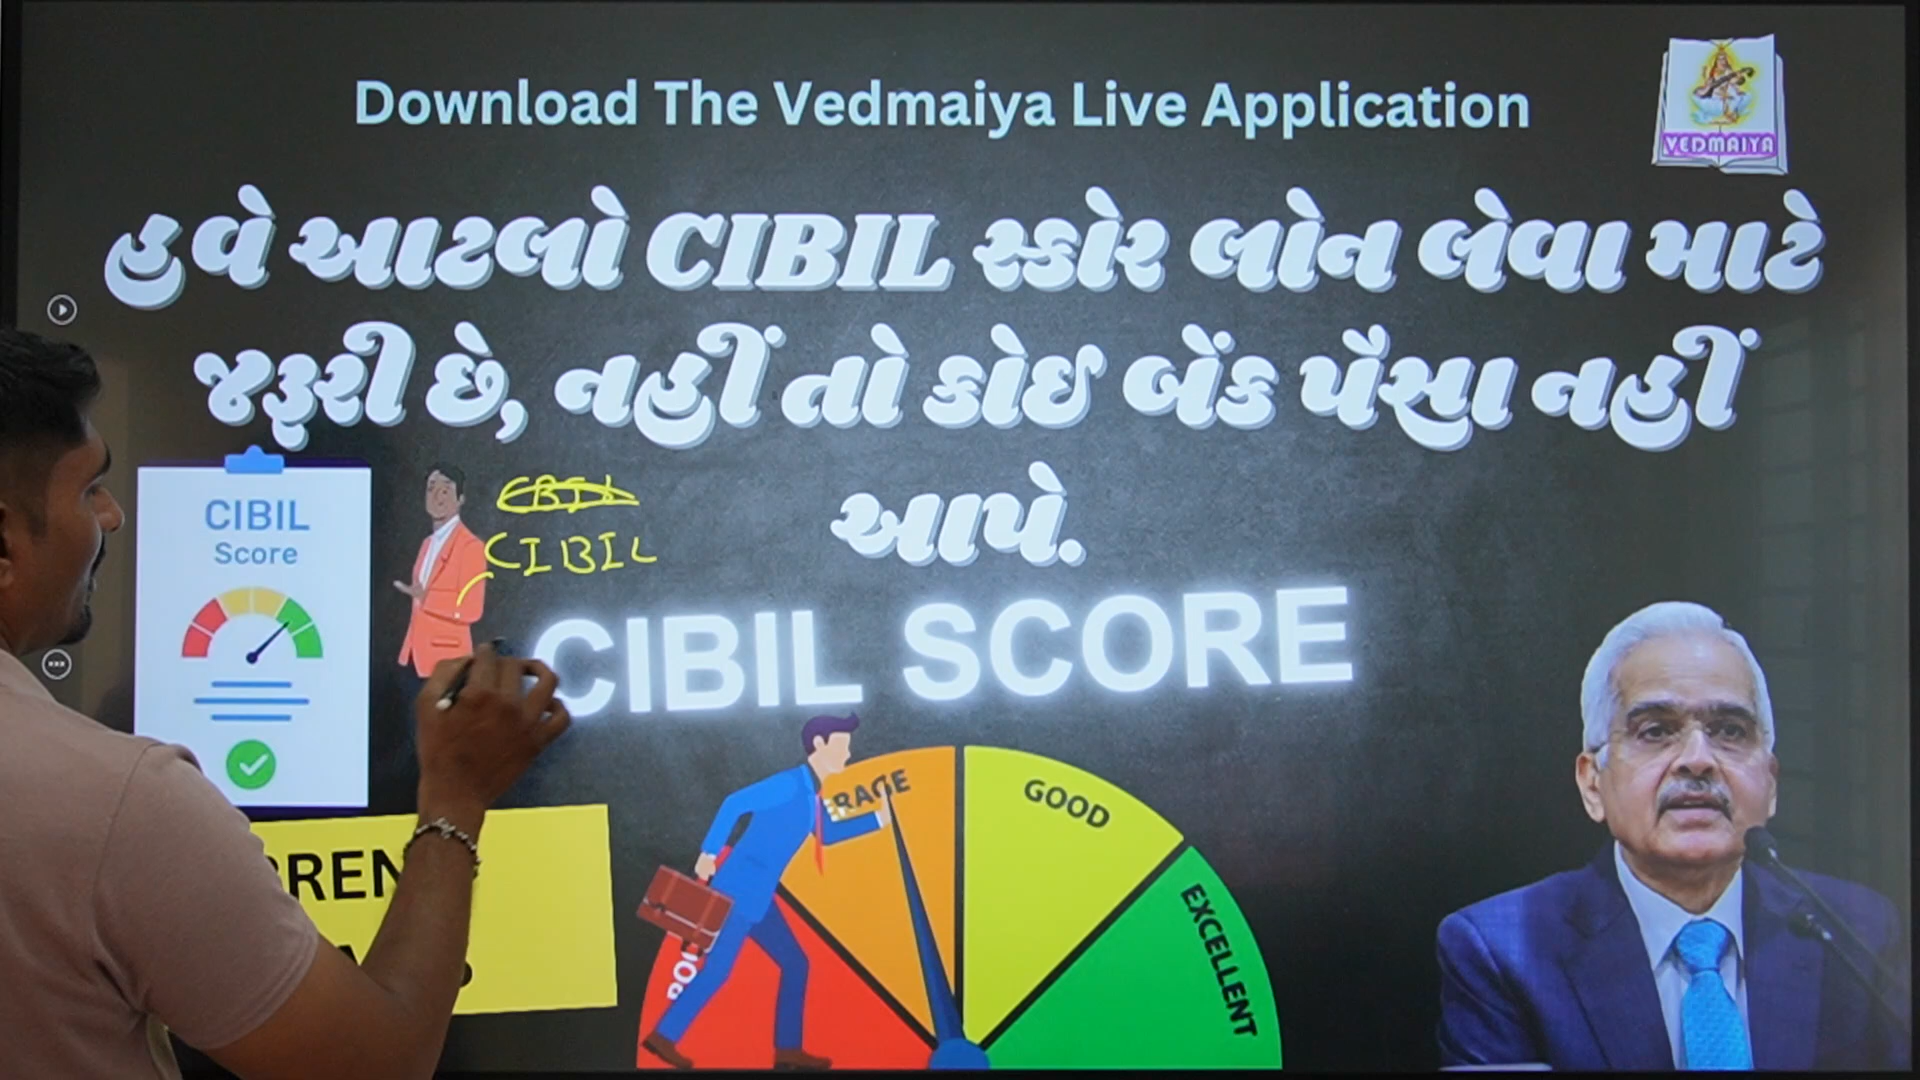 Download The Vedmaiya Live Application
VEDMAIYA
હવે આટલો CIBIL સ્કોર લોન લેવા માટે
જરૂરી છે, નહીં તો કોઇ બેંક પૈસા નહીં
આપે.
CIBIL
Score
CIBIL
CIBIL SCORE
GOOD
EXCELLENT